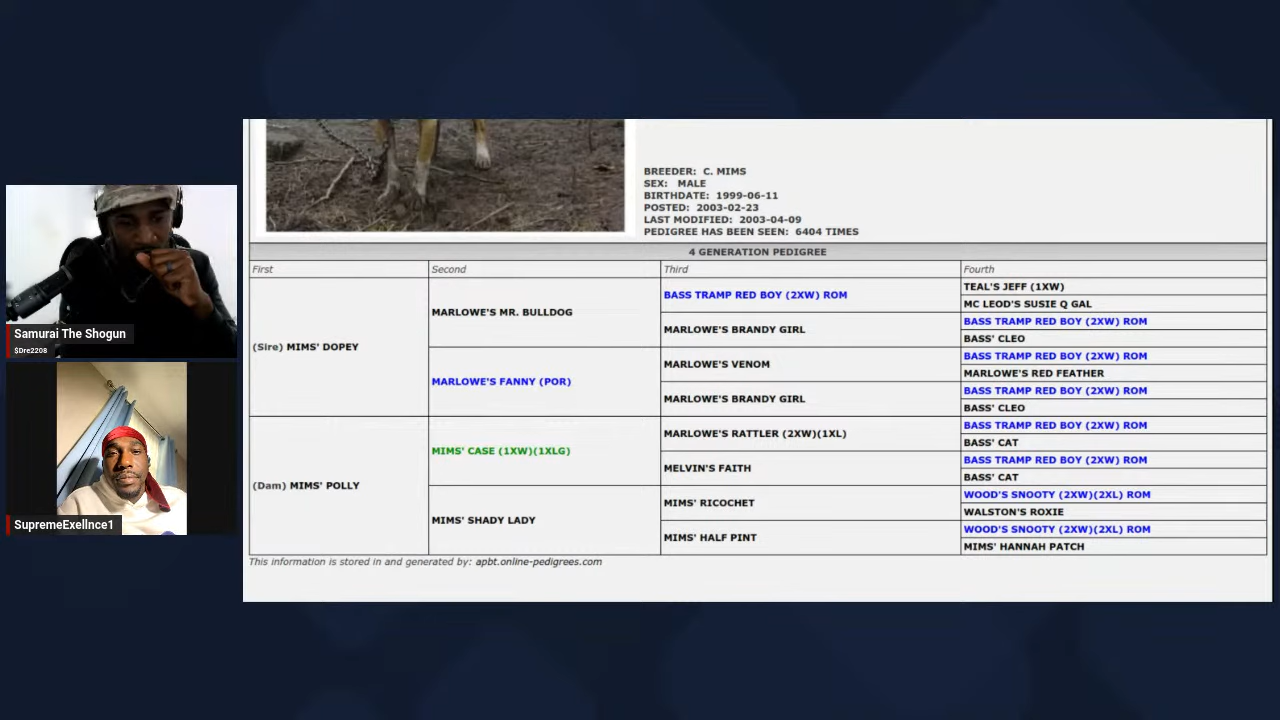 BREEDER: C. MIMS
SEX: MALE
BIRTHDATE: 1999-06-11
POSTED: 2003-02-23
LAST MODIFIED: 2003-04-09
PEDIGREE HAS BEEN SEEN: 6404 TIMES
4 GENERATION PEDIGREE
First Second Third Fourth
(Sire) MIMS' DOPEY
MARLOWE'S MR. BULLDOG
BASS TRAMP RED BOY (2XW) ROM
TEAL'S JEFF (1XW)
MC LEOD'S SUSIE Q GAL
MARLOWE'S BRANDY GIRL
BASS TRAMP RED BOY (2XW) ROM
BASS' CLEO
MARLOWE'S FANNY (POR)
MARLOWE'S VENOM
BASS TRAMP RED BOY (2XW) ROM
MARLOWE'S RED FEATHER
MARLOWE'S BRANDY GIRL
BASS TRAMP RED BOY (2XW) ROM
BASS' CLEO
(Dam) MIMS' POLLY
MIMS' CASE (1XW)(1XLG)
MARLOWE'S RATTLER (2XW)(1XL)
BASS TRAMP RED BOY (2XW) ROM
BASS' CAT
MELVIN'S FAITH
BASS TRAMP RED BOY (2XW) ROM
BASS' CAT
MIMS' SHADY LADY
MIMS' RICOCHET
WOOD'S SNOOTY (2XW)(2XL) ROM
WALSTON'S ROXIE
MIMS' HALF PINT
WOOD'S SNOOTY (2XW)(2XL) ROM
MIMS' HANNAH PATCH
This information is stored in and generated by: apbt.online-pedigrees.com
Samurai The Shogun
$Dre2208
SupremeExellnce1